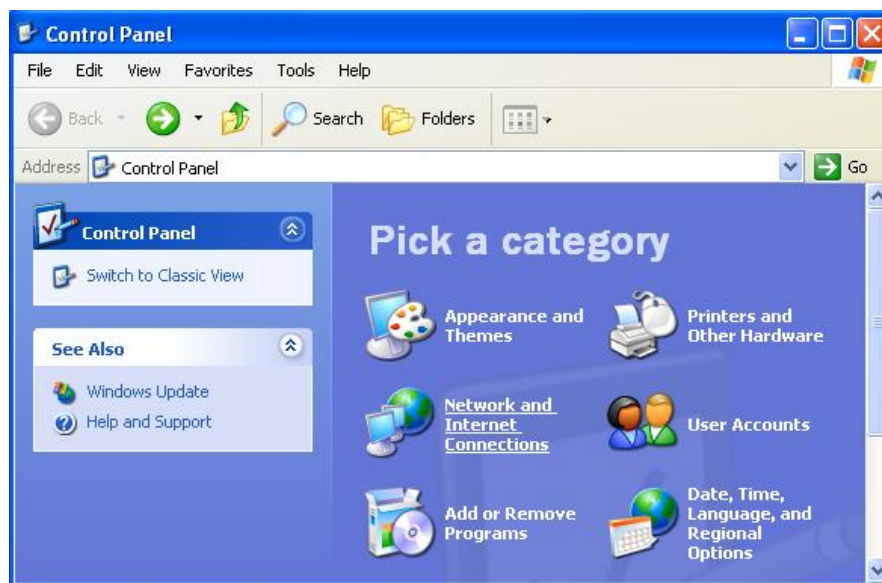 Control Panel
File Edit View Favorites Tools Help
Back Search Folders
Address Control Panel Go
Control Panel
Switch to Classic View
See Also
Windows Update
Help and Support
Pick a category
Appearance and
Themes
Printers and
Other Hardware
Network and
Internet
Connections
User Accounts
Add or Remove
Programs
Date, Time,
Language, and
Regional
Options